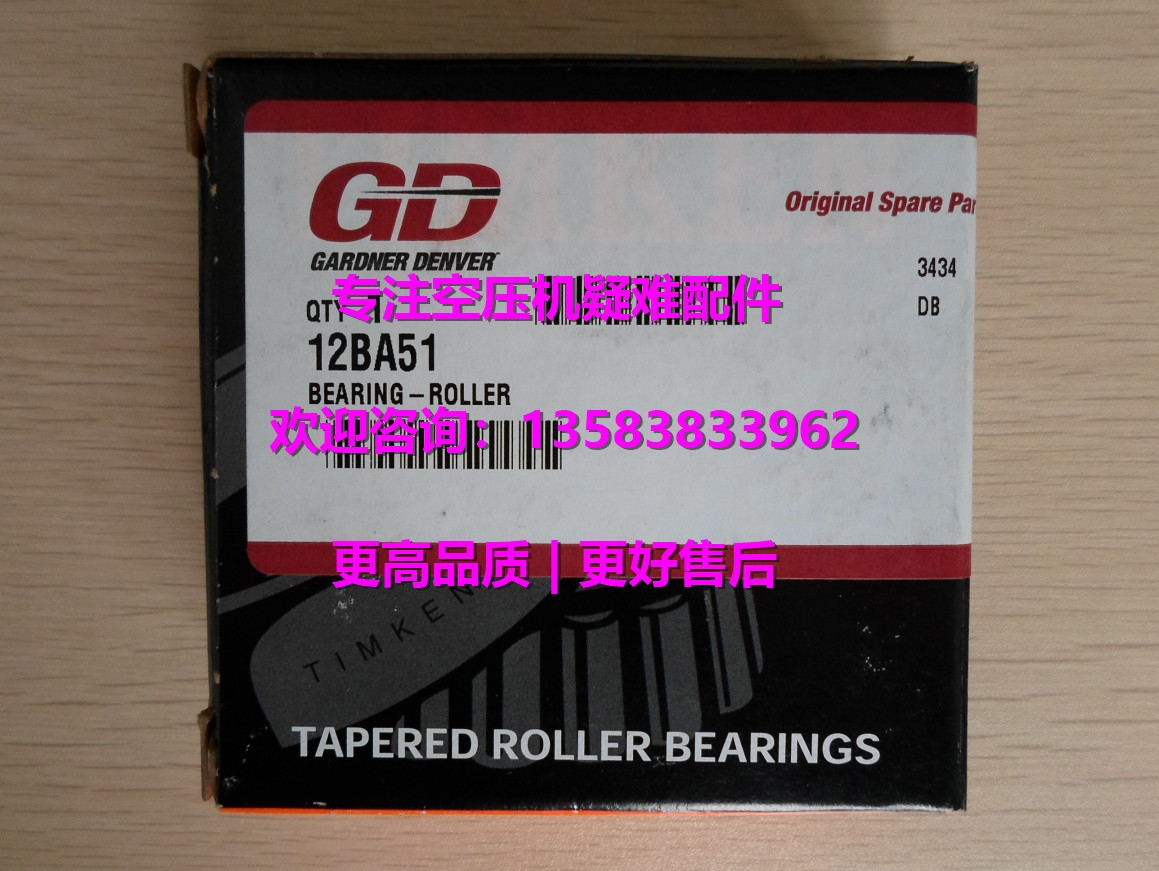 GD
Original Spare Par
GARDNER DENVER
3434
专注空压机疑难配件
QTY 1
DB
12BA51
BEARING – ROLLER
欢迎咨询：13583833962
更高品质 | 更好售后
TIMKEN
TAPERED ROLLER BEARINGS